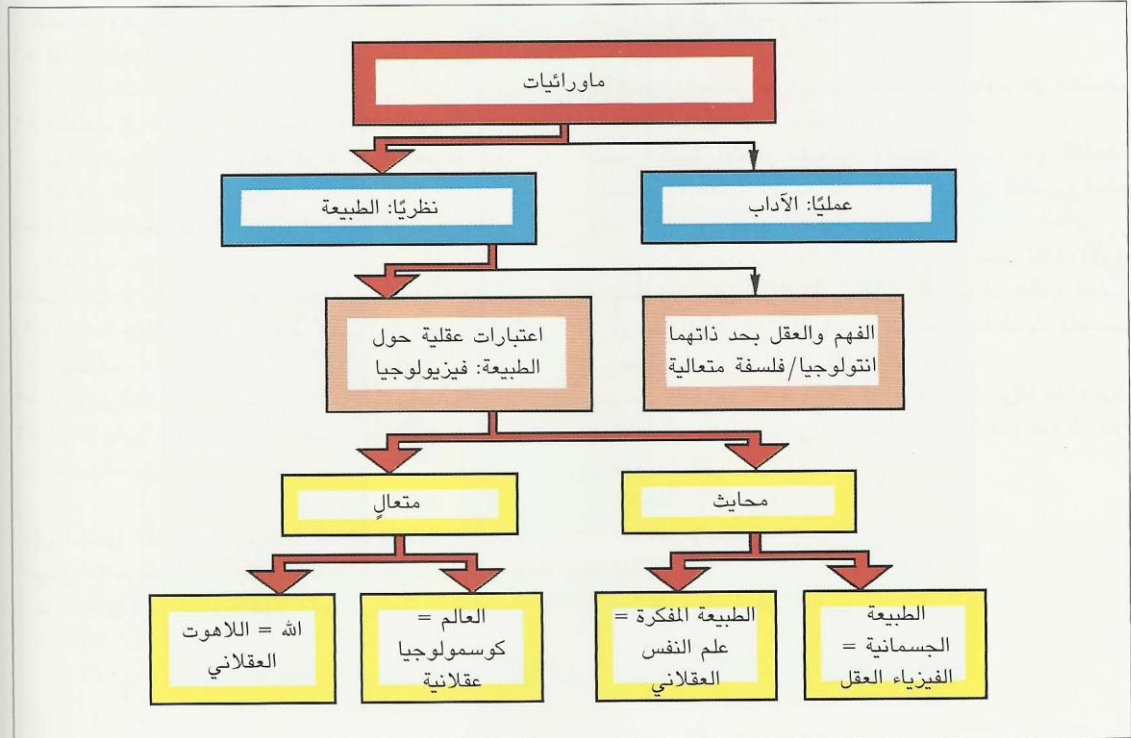 ماورائيات
عمليًا: الآداب
نظريًا: الطبيعة
الفهم والعقل بحد ذاتهما
انتولوجيا/فلسفة متعالية
اعتبارات عقلية حول
الطبيعة: فيزيولوجيا
محايث
متعالٍ
الطبيعة
الجسمانية =
الفيزياء العقل
الطبيعة المفكرة =
علم النفس
العقلاني
العالم =
كوسمولوجيا
عقلانية
الله = اللاهوت
العقلاني